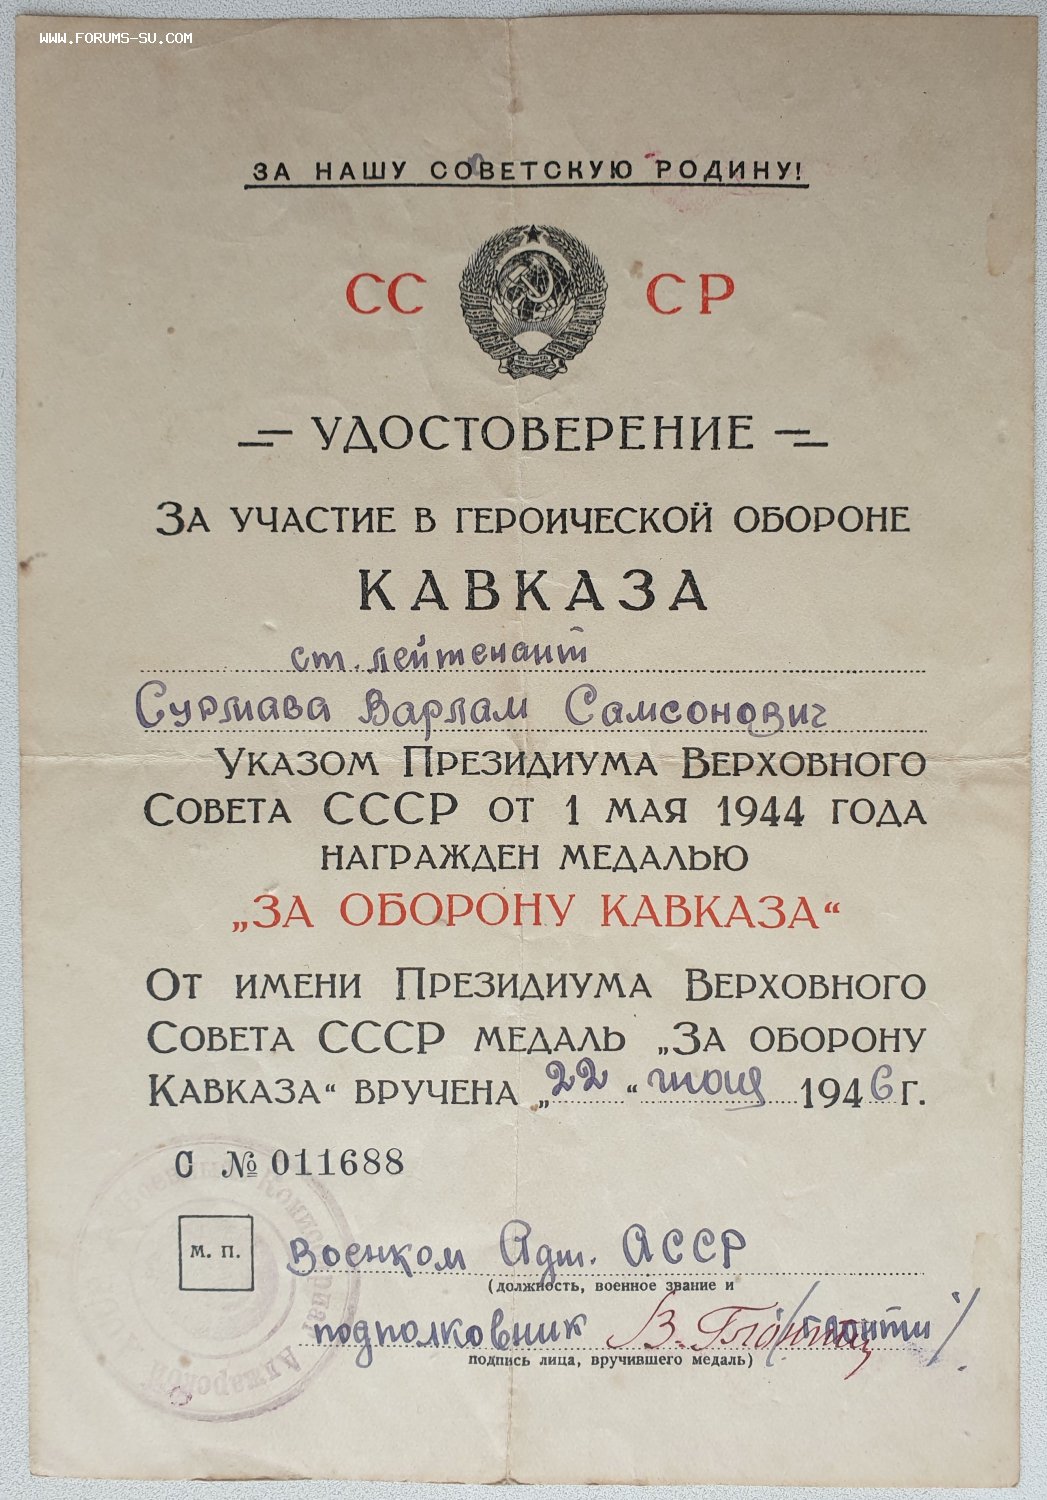 WWW.FORUMS-SU.COM
ЗА НАШУ СОВЕТСКУЮ РОДИНУ!
СС СР
УДОСТОВЕРЕНИЕ
ЗА УЧАСТИЕ В ГЕРОИЧЕСКОЙ ОБОРОНЕ
КАВКАЗА
ст. лейтенант
Сурмава Варлам Самсонович
УКАЗОМ ПРЕЗИДИУМА ВЕРХОВНОГО
СОВЕТА СССР ОТ 1 МАЯ 1944 ГОДА
НАГРАЖДЕН МЕДАЛЬЮ
„ЗА ОБОРОНУ КАВКАЗА“
ОТ ИМЕНИ ПРЕЗИДИУМА ВЕРХОВНОГО
СОВЕТА СССР МЕДАЛЬ „ЗА ОБОРОНУ
КАВКАЗА“ ВРУЧЕНА „22“ 1946 г.
С № 011688
М. П.
Военком Адж. АССР
(должность, военное звание и
подполковник В. Глонти /Глонти/.
подпись лица, вручившего медаль)